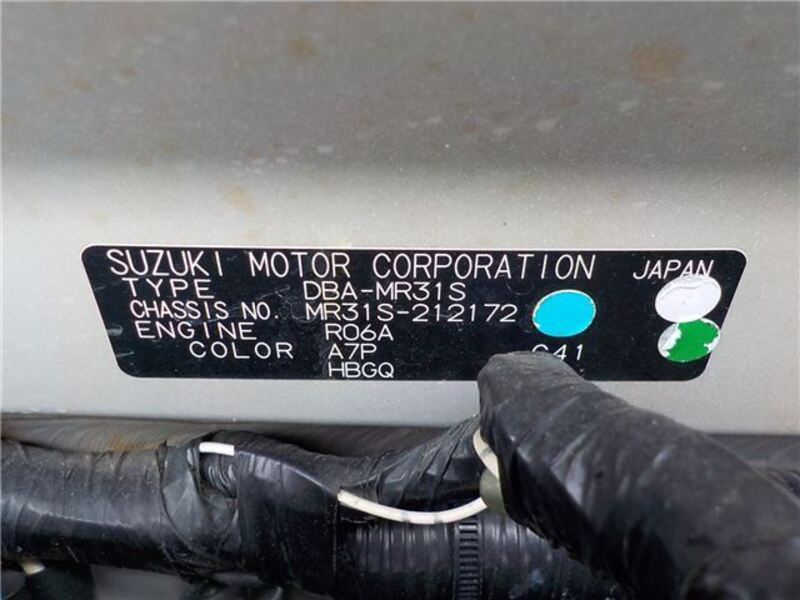 SUZUKI MOTOR CORPORATION JAPAN
TYPE DBA-MR31S
CHASSIS NO. MR31S-212172
ENGINE R06A
COLOR A7P
HBGQ